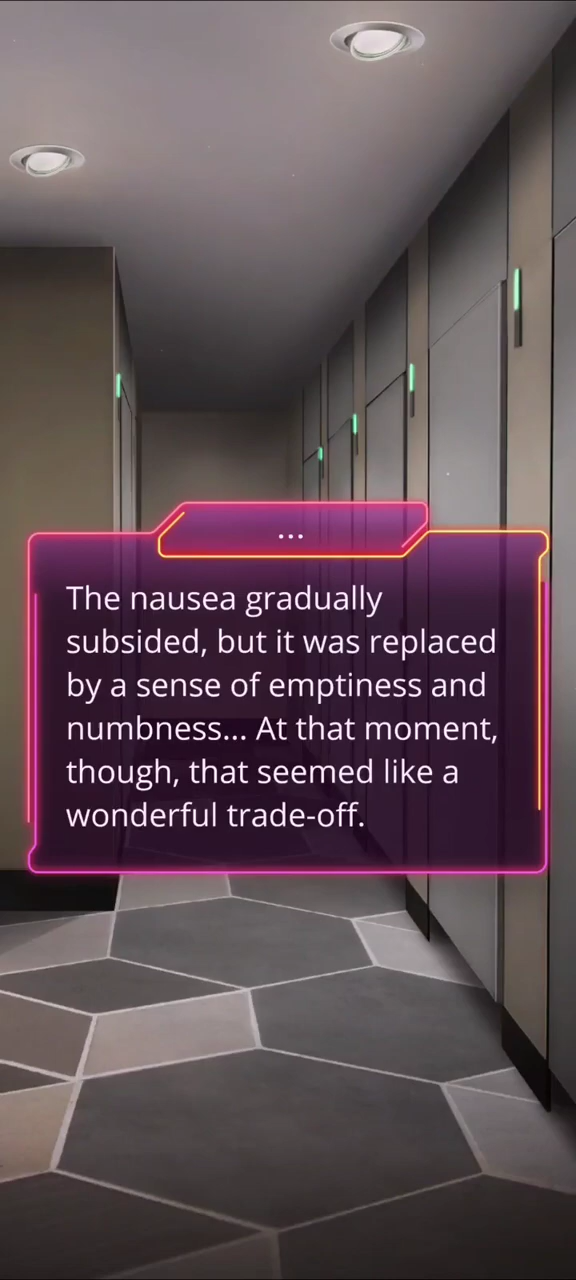 ...
The nausea gradually
subsided, but it was replaced
by a sense of emptiness and
numbness... At that moment,
though, that seemed like a
wonderful trade-off.